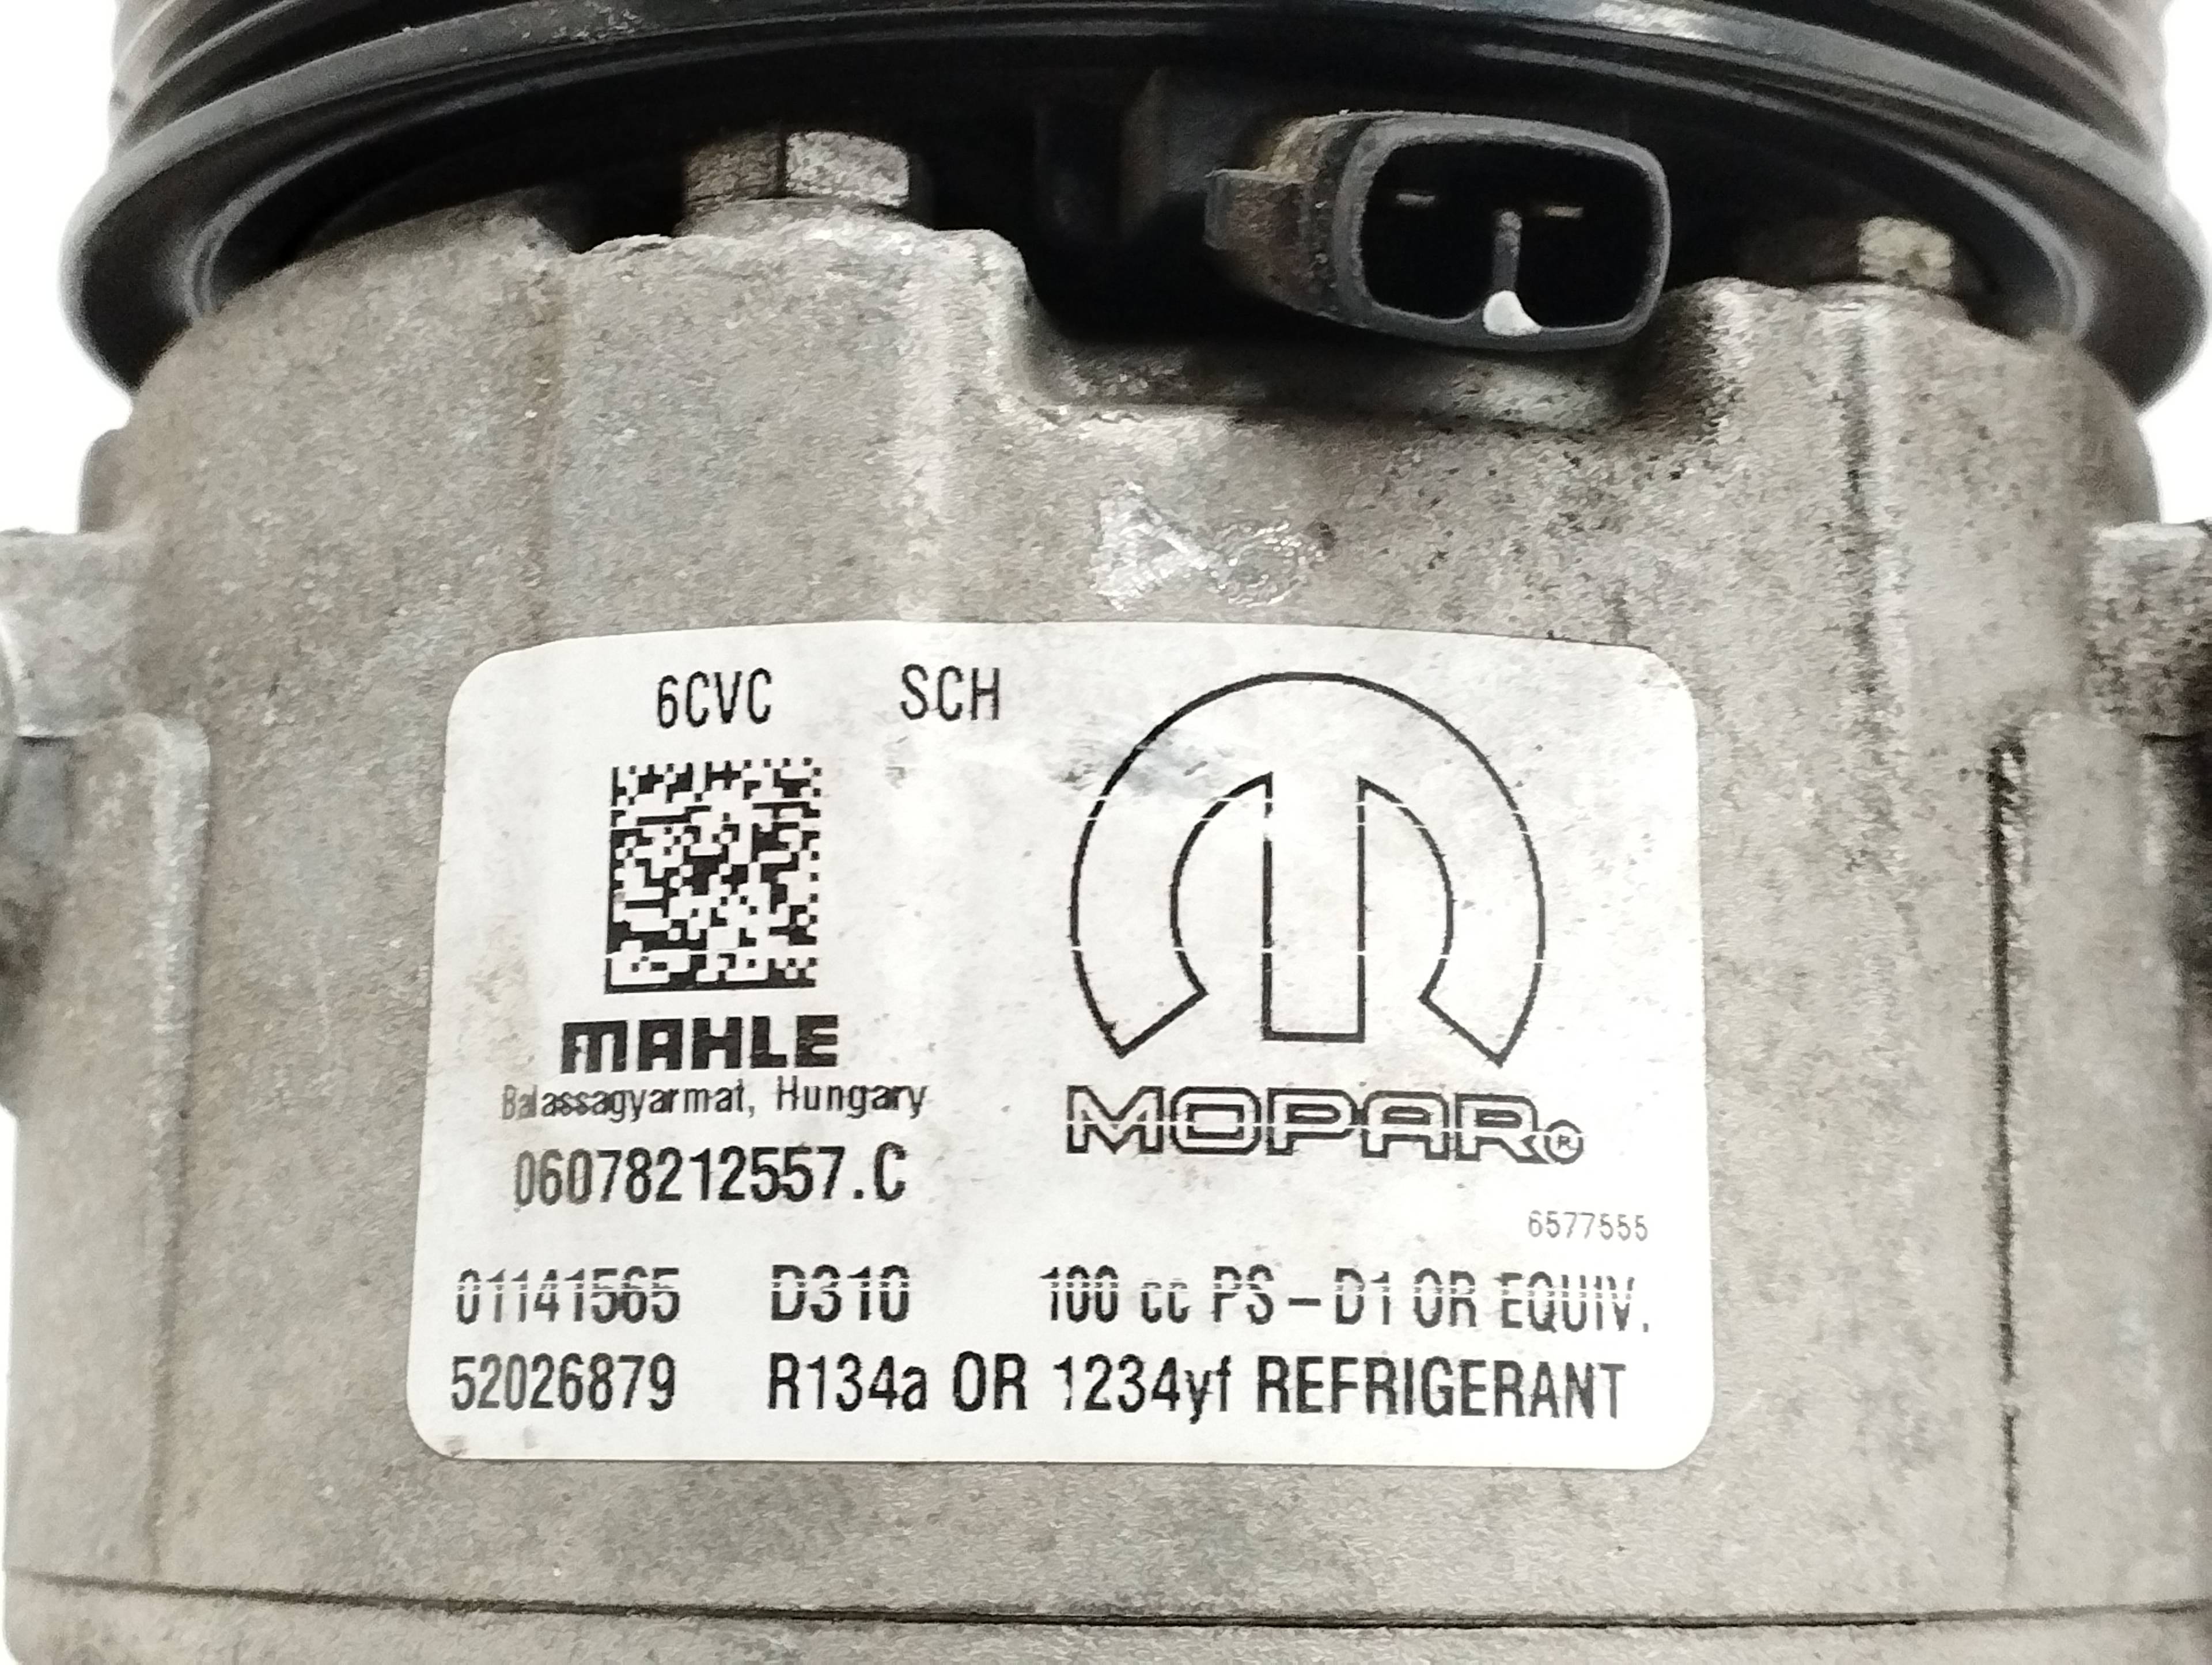 6CVC SCH
MAHLE
Balassagyarmat, Hungary
06078212557.C
MOPAR®
6577555
01141565 D310 100 cc PS-D1 OR EQUIV.
52026879 R134a OR 1234yf REFRIGERANT